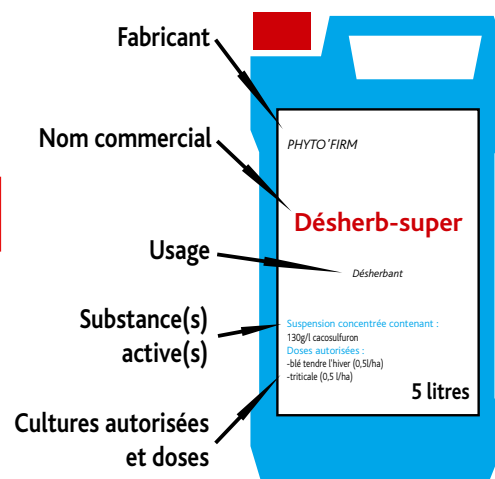 Fabricant
PHYTO'FIRM
Nom commercial
Désherb-super
Usage
Désherbant
Substance(s)
active(s)
Suspension concentrée contenant :
130g/l cacosulfuron
Doses autorisées :
-blé tendre l'hiver (0,5l/ha)
-triticale (0,5 l/ha)
5 litres
Cultures autorisées
et doses